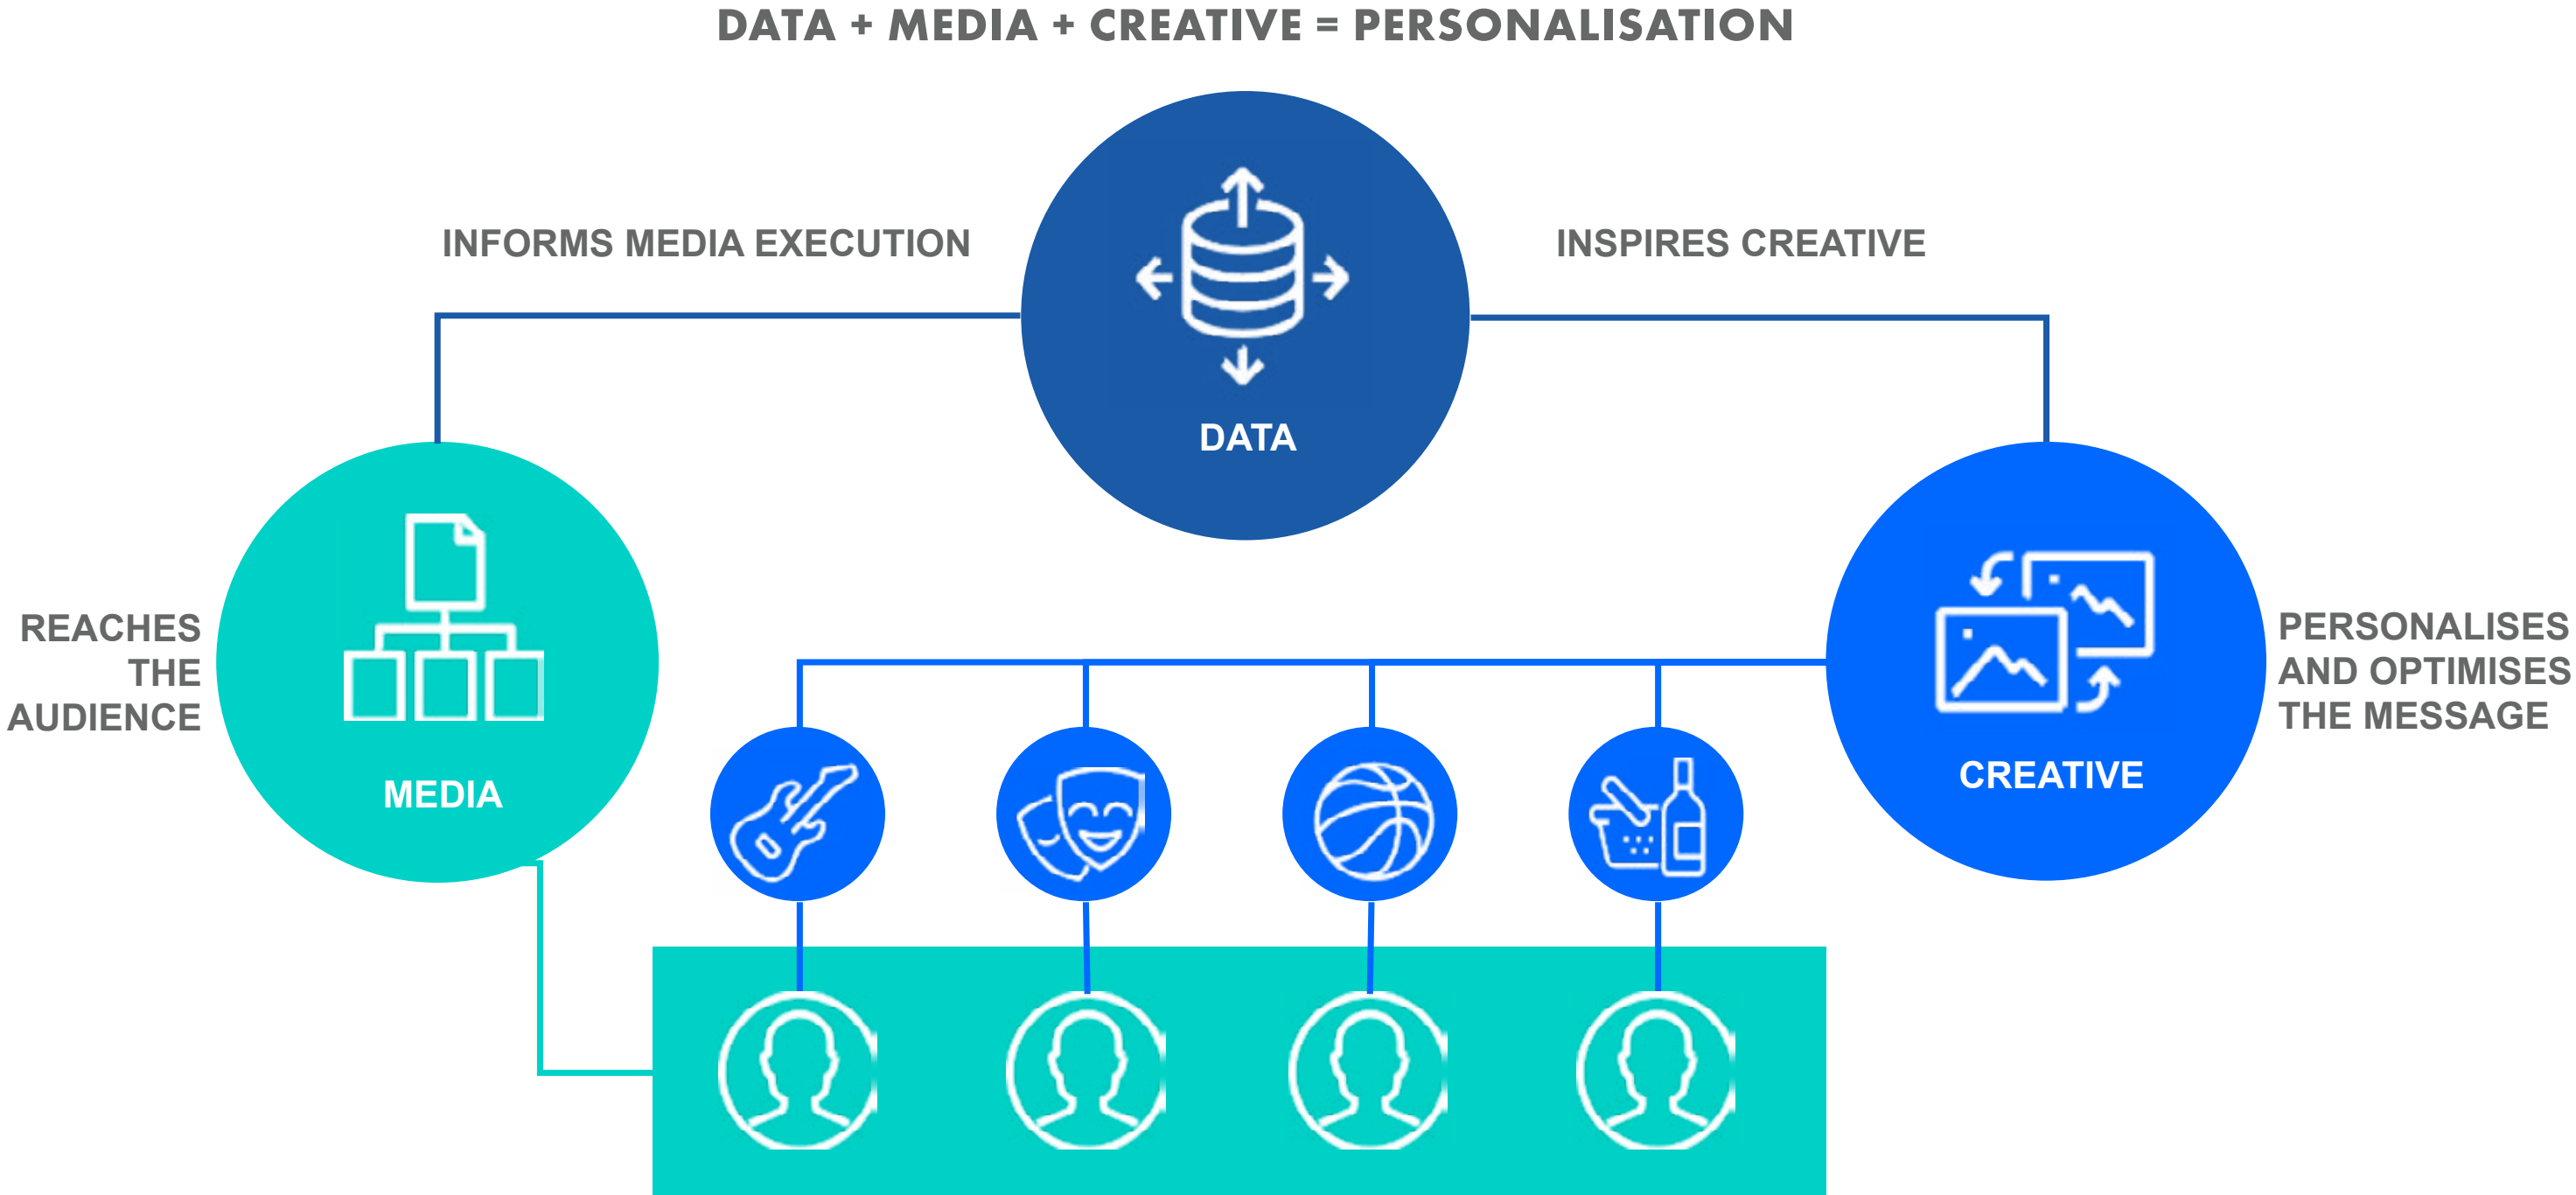 DATA + MEDIA + CREATIVE = PERSONALISATION
INFORMS MEDIA EXECUTION
INSPIRES CREATIVE
DATA
REACHES
THE
AUDIENCE
MEDIA
PERSONALISES
AND OPTIMISES
THE MESSAGE
CREATIVE